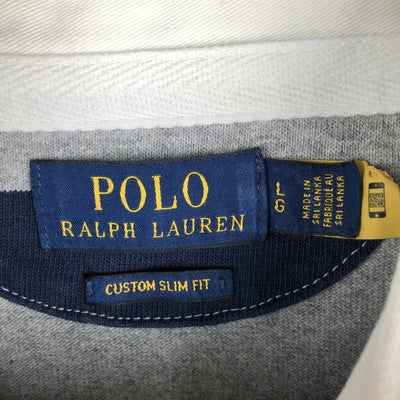 POLO
RALPH LAUREN
CUSTOM SLIM FIT
L
G
MADE IN
SRI LANKA
FABRIQUÉ AU
SRI LANKA